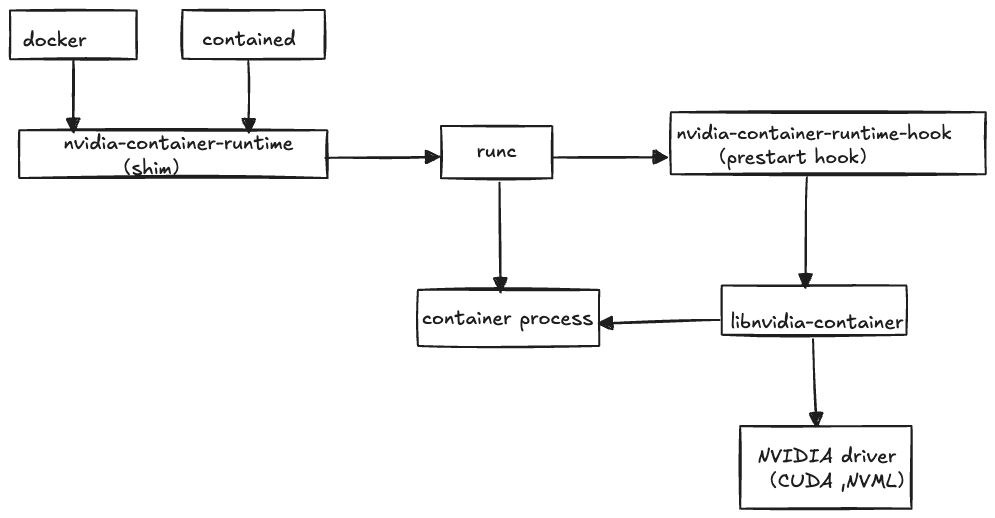 docker
contained
nvidia-container-runtime
(shim)
runc
nvidia-container-runtime-hook
(prestart hook)
container process
libnvidia-container
NVIDIA driver
(CUDA ,NVML)